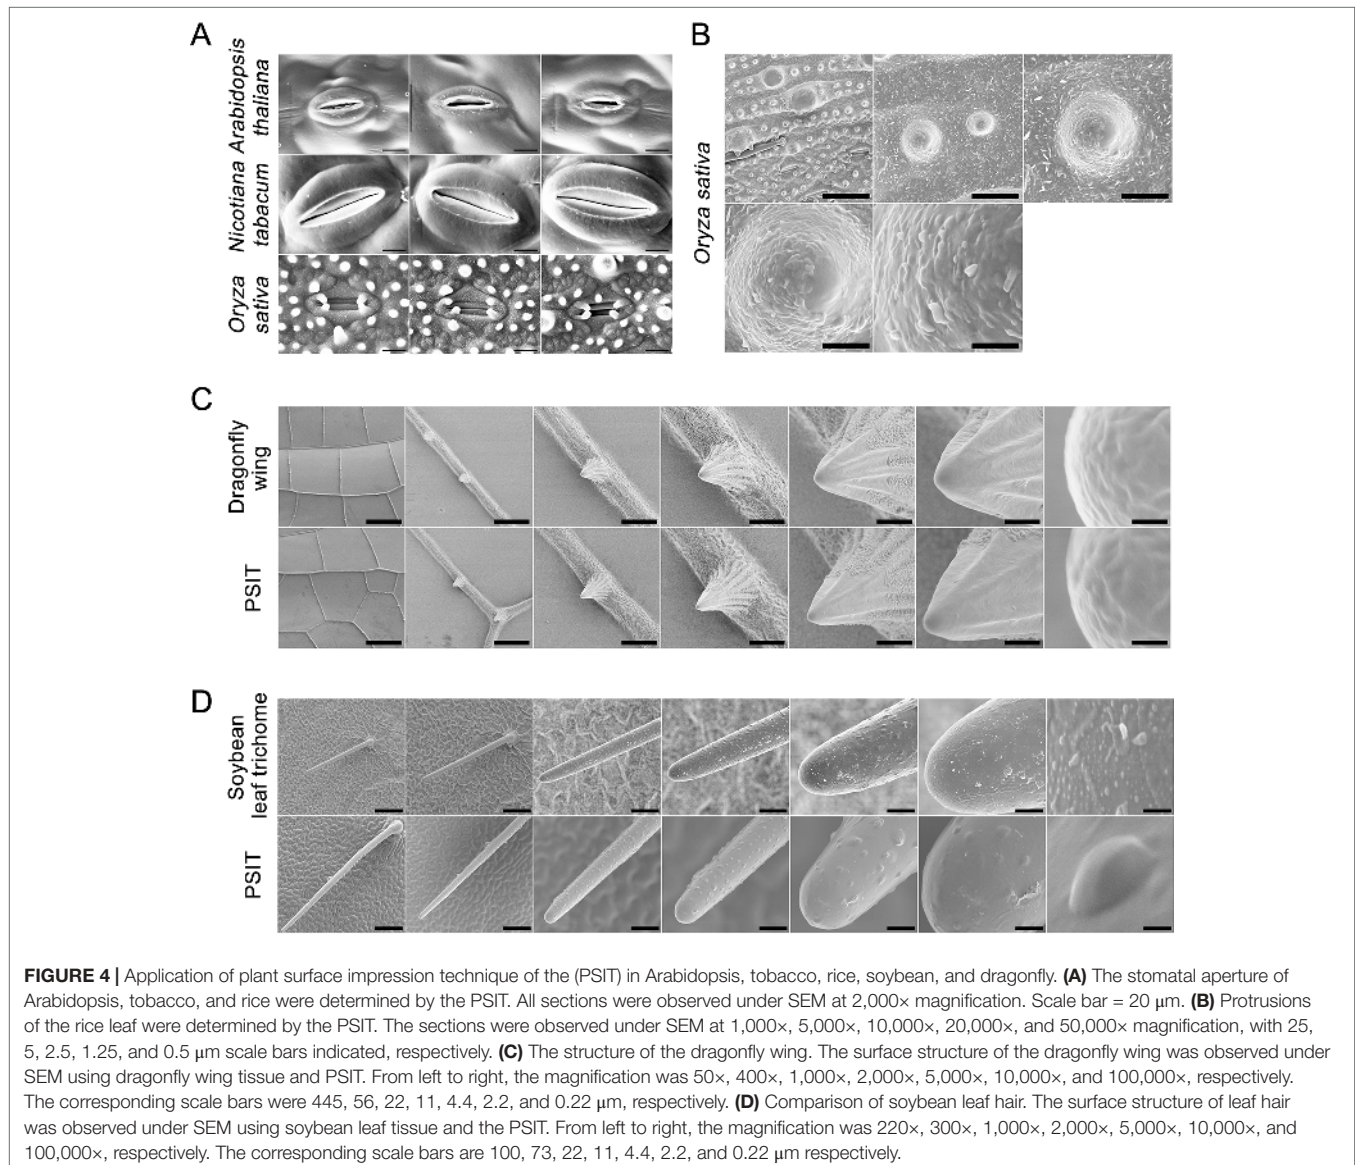 A
B
Arabidopsis
thaliana
Nicotiana
tabacum
Oryza
sativa
Oryza sativa
C
Dragonfly
wing
PSIT
D
Soybean
leaf trichome
PSIT
FIGURE 4 | Application of plant surface impression technique of the (PSIT) in Arabidopsis, tobacco, rice, soybean, and dragonfly. (A) The stomatal aperture of
Arabidopsis, tobacco, and rice were determined by the PSIT. All sections were observed under SEM at 2,000× magnification. Scale bar = 20 μm. (B) Protrusions
of the rice leaf were determined by the PSIT. The sections were observed under SEM at 1,000×, 5,000×, 10,000×, 20,000×, and 50,000× magnification, with 25,
5, 2.5, 1.25, and 0.5 μm scale bars indicated, respectively. (C) The structure of the dragonfly wing. The surface structure of the dragonfly wing was observed under
SEM using dragonfly wing tissue and PSIT. From left to right, the magnification was 50×, 400×, 1,000×, 2,000×, 5,000×, 10,000×, and 100,000×, respectively.
The corresponding scale bars were 445, 56, 22, 11, 4.4, 2.2, and 0.22 μm, respectively. (D) Comparison of soybean leaf hair. The surface structure of leaf hair
was observed under SEM using soybean leaf tissue and the PSIT. From left to right, the magnification was 220×, 300×, 1,000×, 2,000×, 5,000×, 10,000×, and
100,000×, respectively. The corresponding scale bars are 100, 73, 22, 11, 4.4, 2.2, and 0.22 μm respectively.